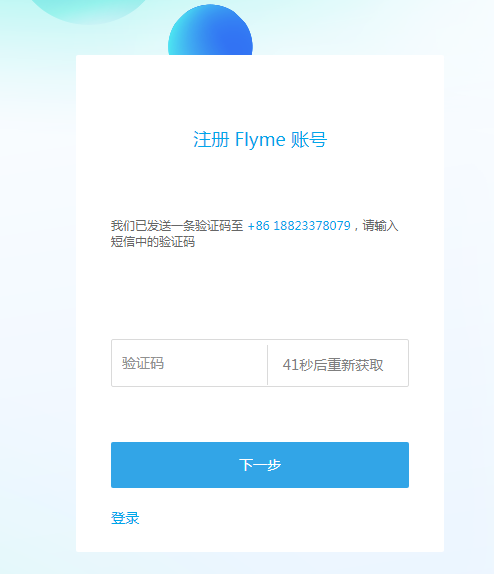 注册 Flyme 账号
我们已发送一条验证码至 +86 18823378079，请输入
短信中的验证码
验证码
41秒后重新获取
下一步
登录